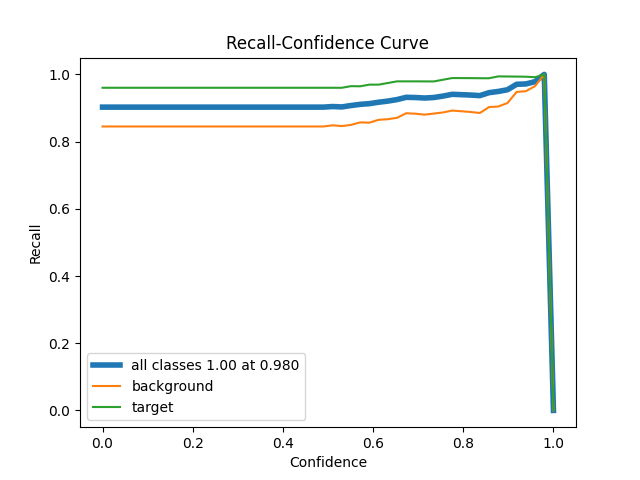 Recall-Confidence Curve
1.0
0.8
0.6
0.4
0.2
0.0
Recall
all classes 1.00 at 0.980
background
target
0.0 0.2 0.4 0.6 0.8 1.0
Confidence